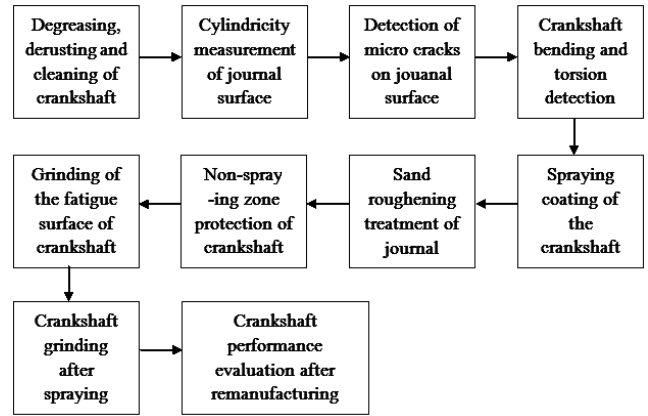 Degreasing,
derusting and
cleaning of
crankshaft
Cylindricity
measurement
of journal
surface
Detection of
micro cracks
on jouanal
surface
Crankshaft
bending and
torsion
detection
Spraying
coating of
the
crankshaft
Sand
roughening
treatment of
journal
Non-spray
-ing zone
protection of
crankshaft
Grinding of
the fatigue
surface of
crankshaft
Crankshaft
grinding
after
spraying
Crankshaft
performance
evaluation after
remanufacturing